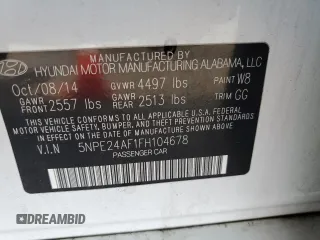 MANUFACTURED BY
HYUNDAI MOTOR MANUFACTURING ALABAMA, LLC
Oct/08/14 GVWR 4497 lbs PAINT W8
GAWR FRONT 2557 lbs GAWR REAR 2513 lbs TRIM GG
THIS VEHICLE CONFORMS TO ALL APPLICABLE U.S.A. FEDERAL
MOTOR VEHICLE SAFETY, BUMPER, AND THEFT PREVENTION STANDARDS
IN EFFECT ON THE DATE OF MANUFACTURE SHOWN ABOVE.
V.I.N 5NPE24AF1FH104678
PASSENGER CAR
DREAMBID